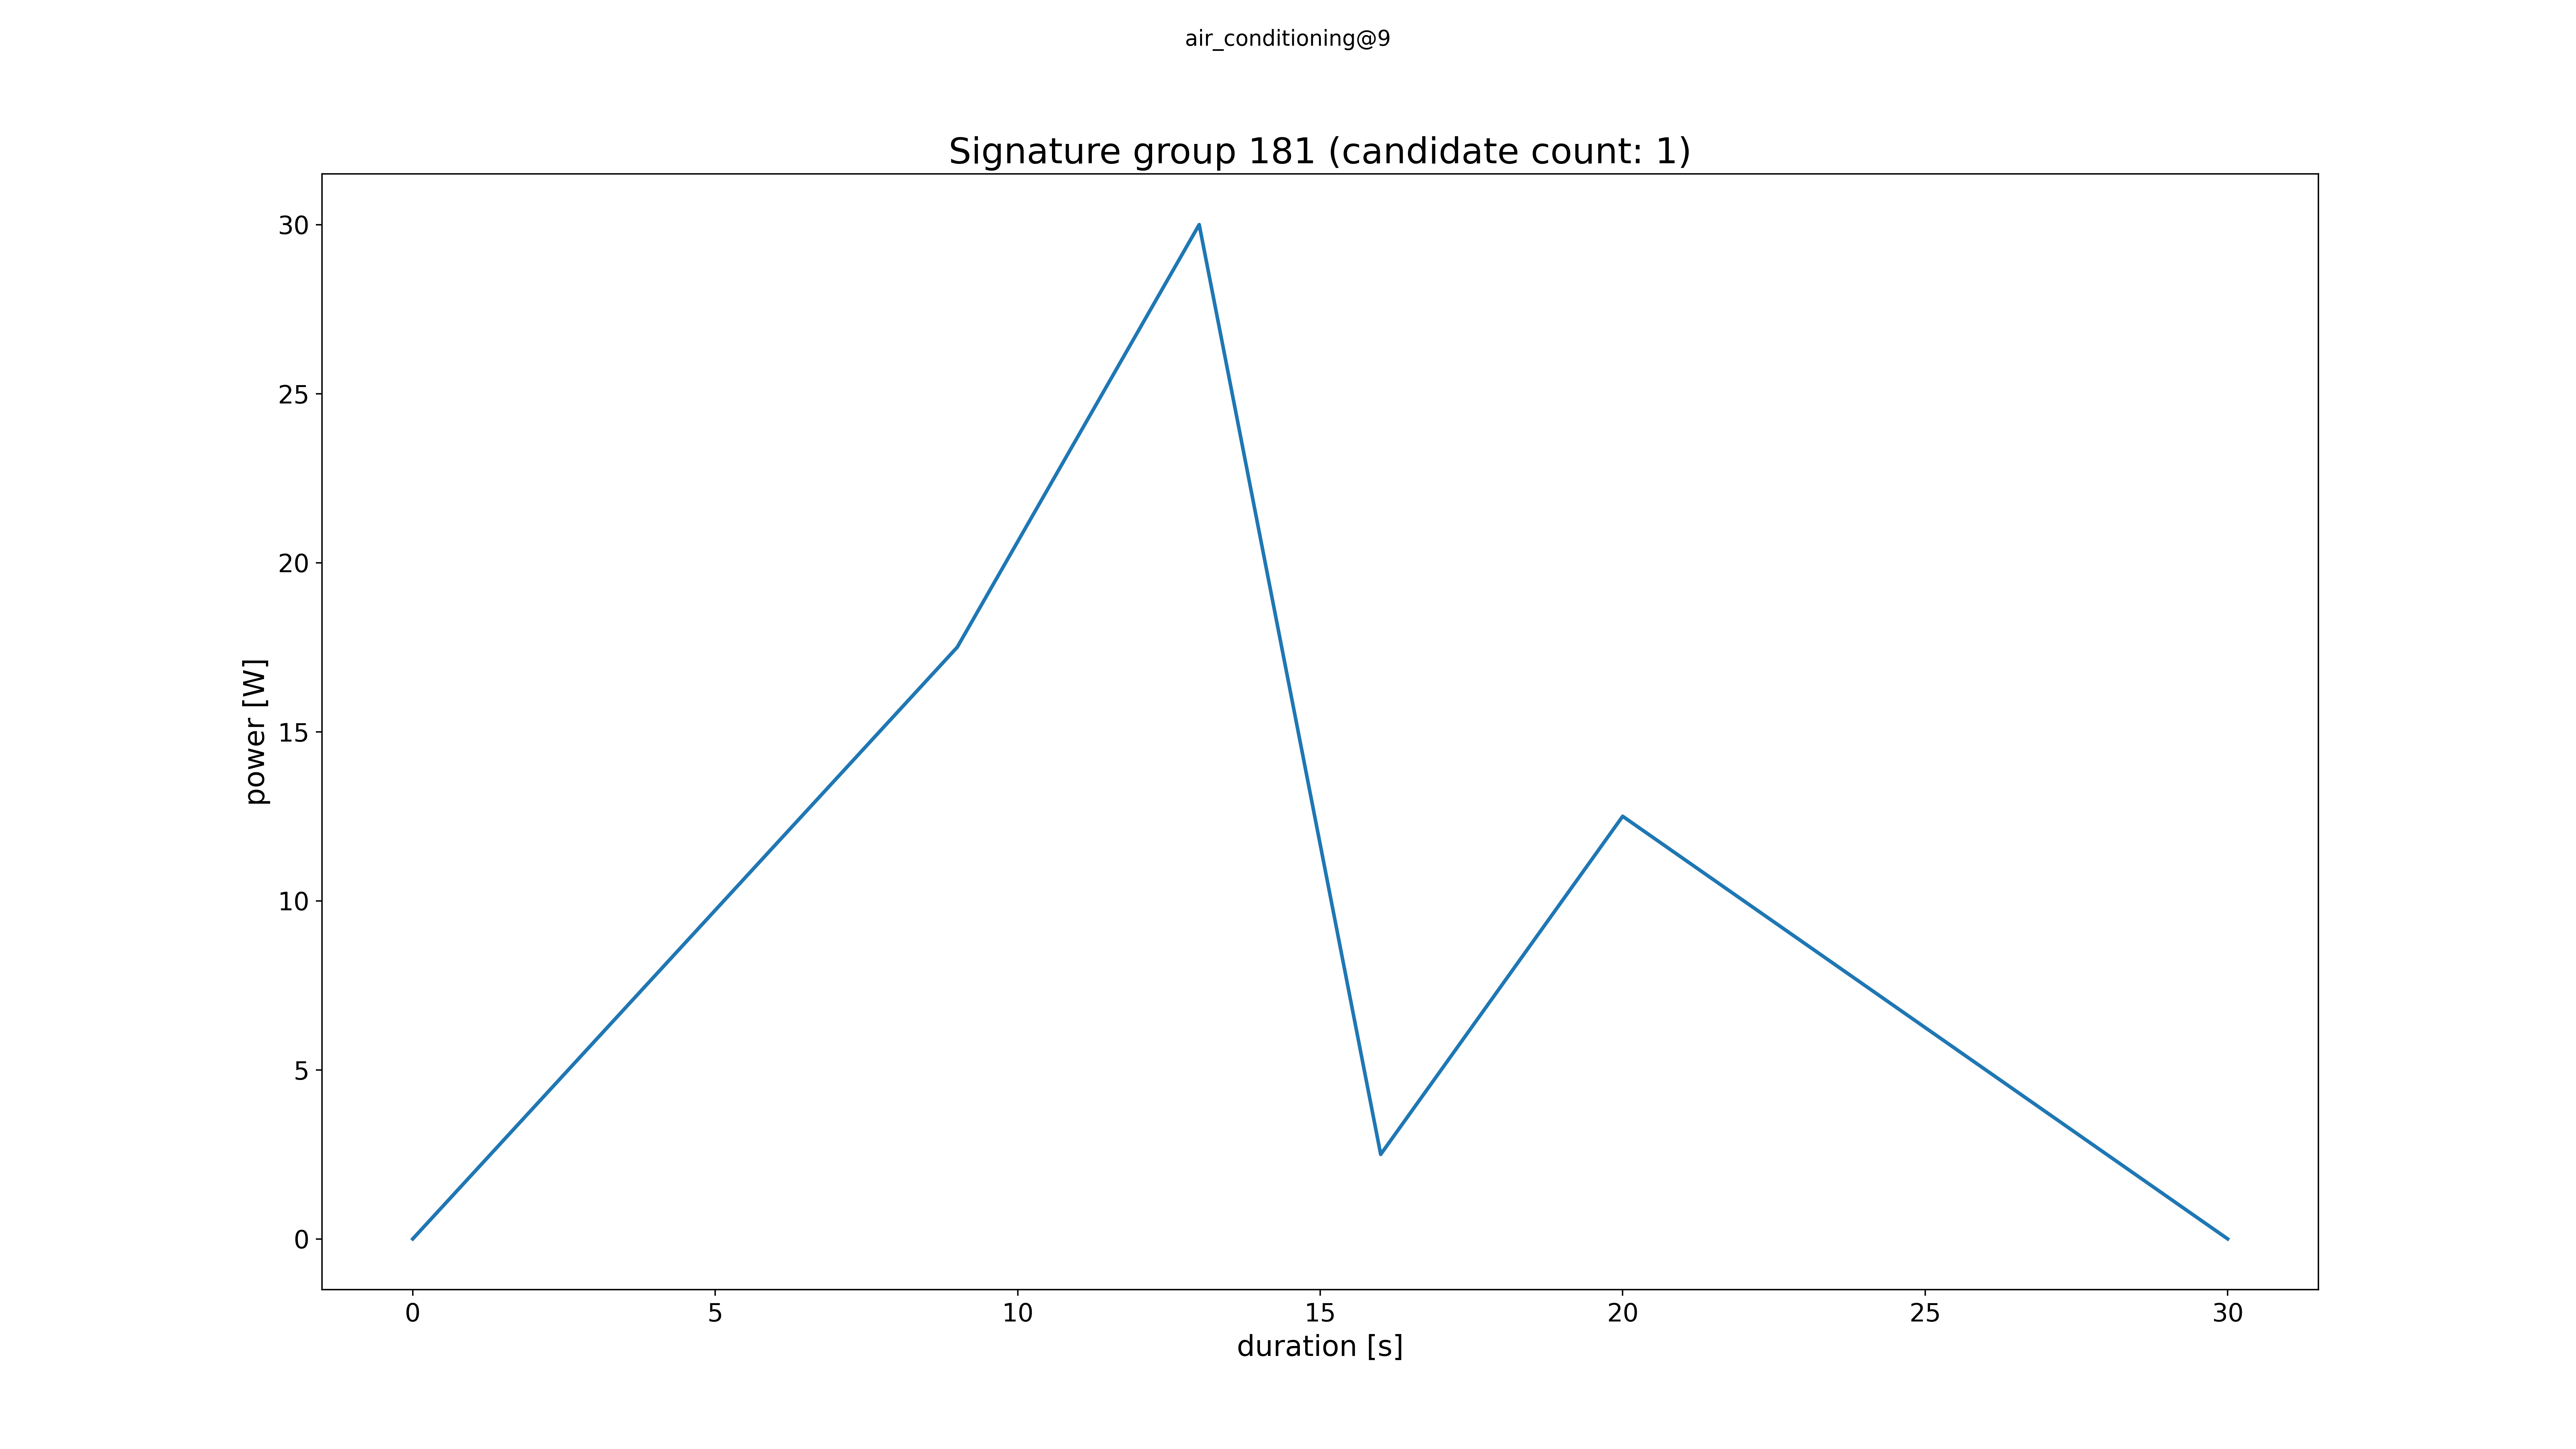 air_conditioning@9
Signature group 181 (candidate count: 1)
30
25
20
15
10
5
0
power [W]
0 5 10 15 20 25 30
duration [s]